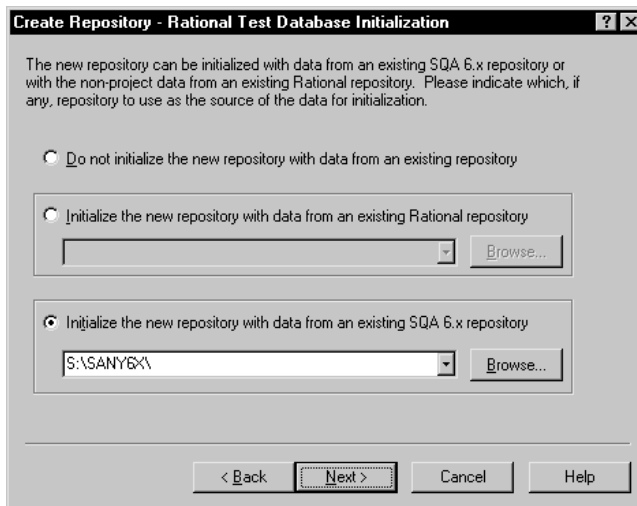 Create Repository - Rational Test Database Initialization
The new repository can be initialized with data from an existing SQA 6.x repository or
with the non-project data from an existing Rational repository. Please indicate which, if
any, repository to use as the source of the data for initialization.
Do not initialize the new repository with data from an existing repository
Initialize the new repository with data from an existing Rational repository
Browse...
Initialize the new repository with data from an existing SQA 6.x repository
S:\SANY6X\
Browse...
< Back Next > Cancel Help